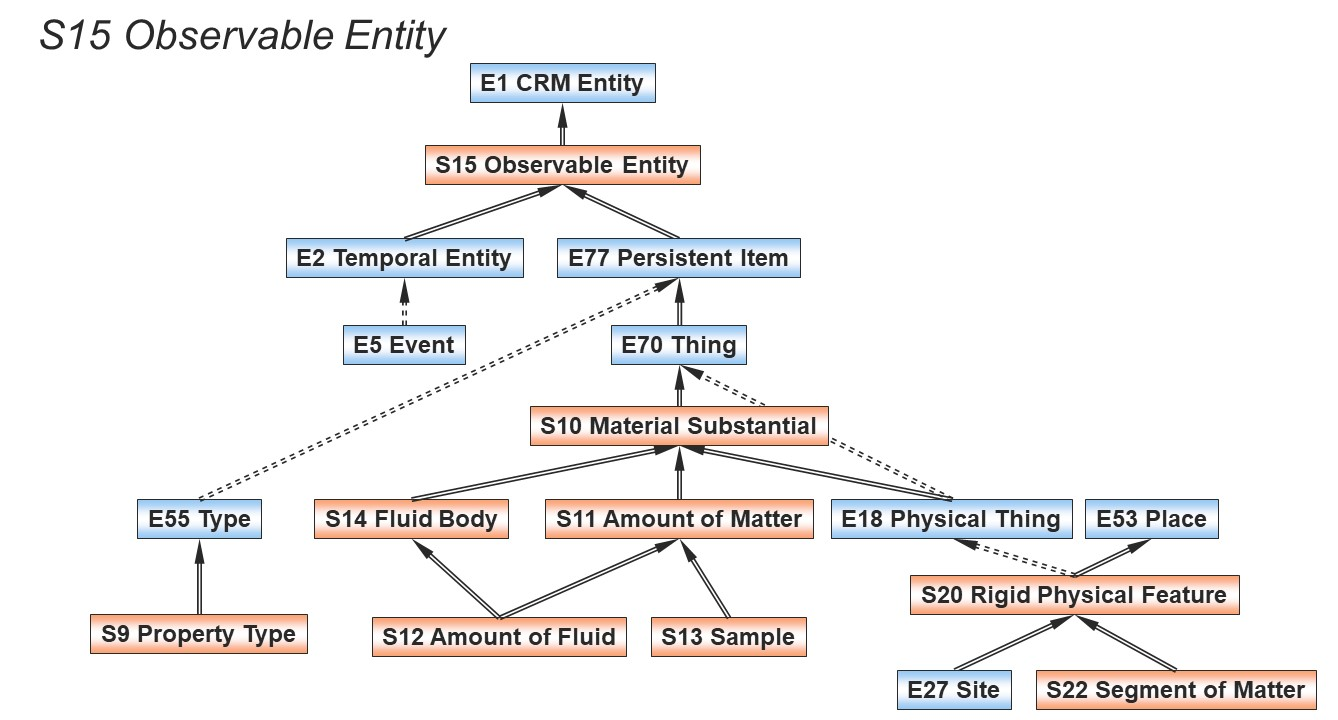 S15 Observable Entity
E1 CRM Entity
S15 Observable Entity
E2 Temporal Entity
E77 Persistent Item
E5 Event
E70 Thing
S10 Material Substantial
E55 Type
S14 Fluid Body
S11 Amount of Matter
E18 Physical Thing
E53 Place
S20 Rigid Physical Feature
S9 Property Type
S12 Amount of Fluid
S13 Sample
E27 Site
S22 Segment of Matter